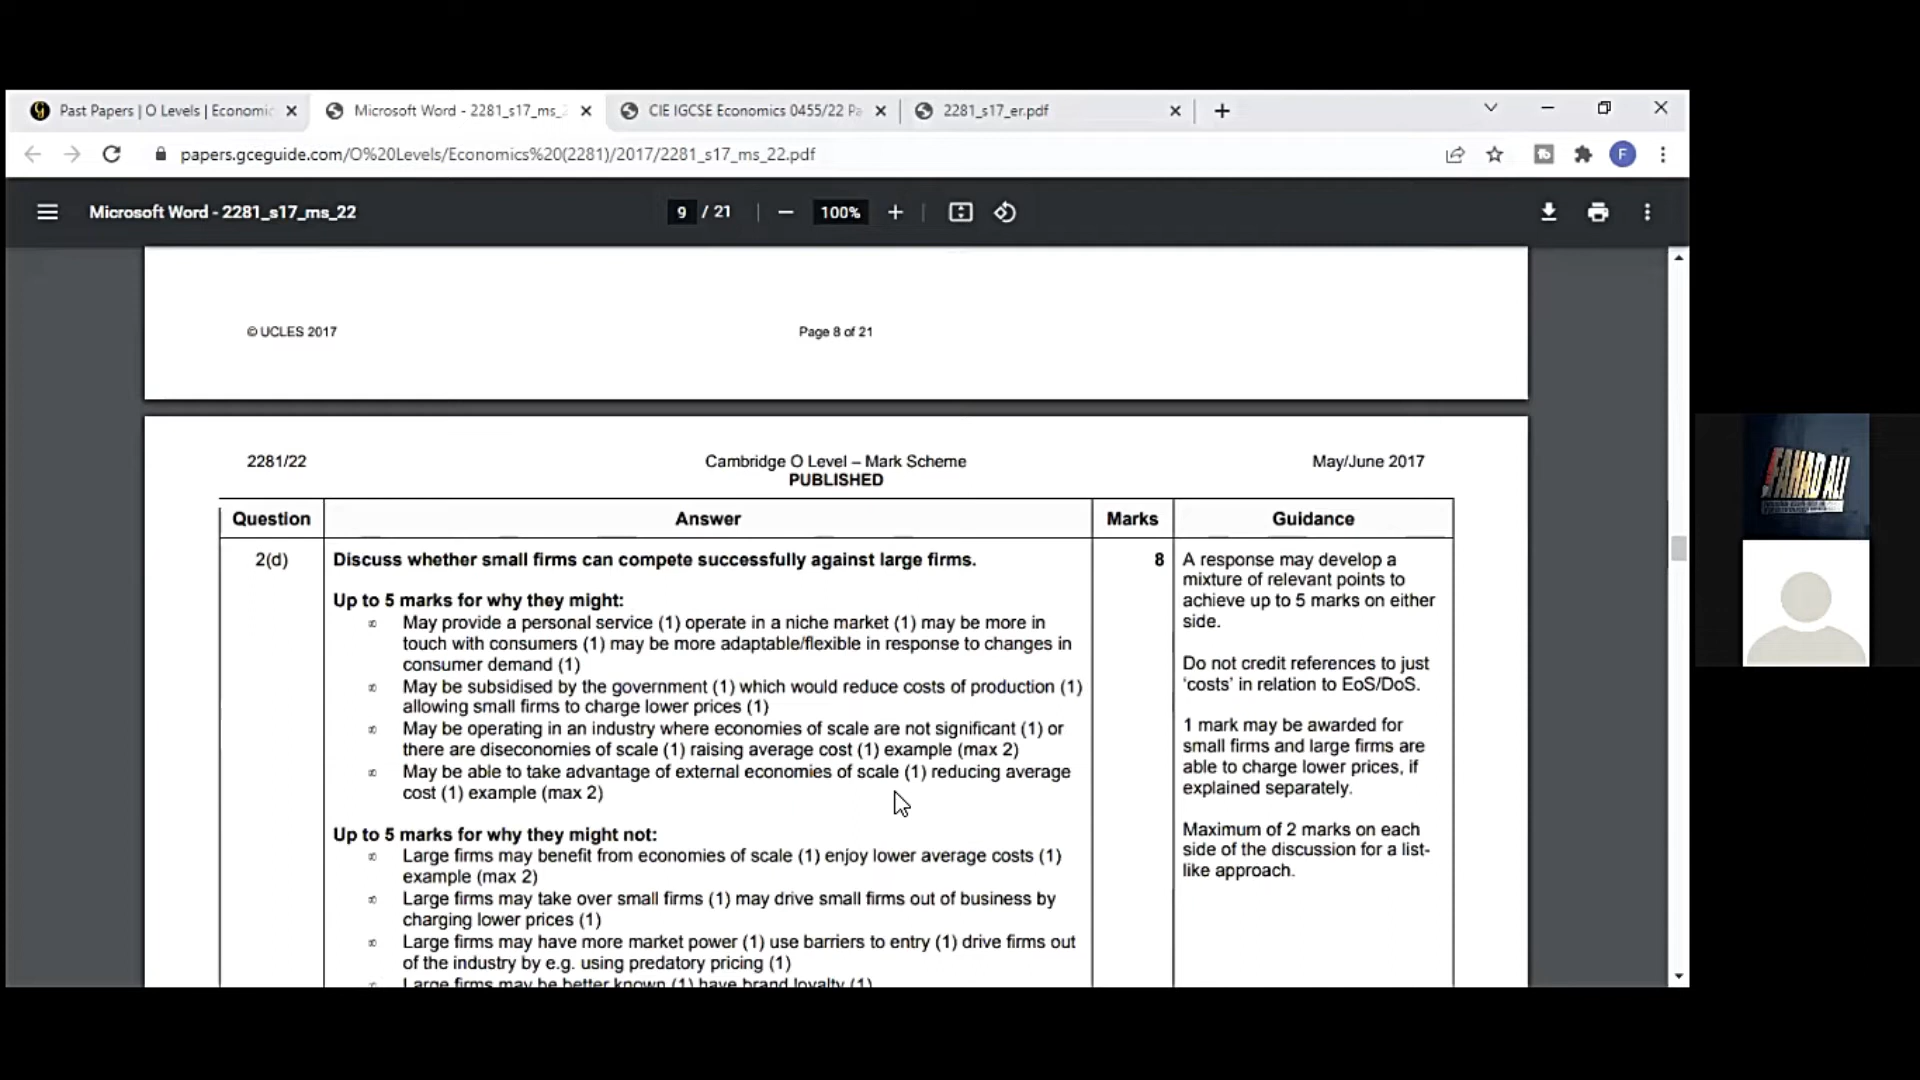 Past Papers | O Levels | Economic
Microsoft Word - 2281_s17_ms_
CIE IGCSE Economics 0455/22 Pa
2281_s17_er.pdf
papers.gceguide.com/O%20Levels/Economics%20(2281)/2017/2281_s17_ms_22.pdf
F
Microsoft Word - 2281_s17_ms_22
9 / 21
100%
© UCLES 2017
Page 8 of 21
2281/22
Cambridge O Level – Mark Scheme
May/June 2017
PUBLISHED
Question
Answer
Marks
Guidance
2(d)
Discuss whether small firms can compete successfully against large firms.
Up to 5 marks for why they might:
May provide a personal service (1) operate in a niche market (1) may be more in
touch with consumers (1) may be more adaptable/flexible in response to changes in
consumer demand (1)
May be subsidised by the government (1) which would reduce costs of production (1)
allowing small firms to charge lower prices (1)
May be operating in an industry where economies of scale are not significant (1) or
there are diseconomies of scale (1) raising average cost (1) example (max 2)
May be able to take advantage of external economies of scale (1) reducing average
cost (1) example (max 2)
Up to 5 marks for why they might not:
Large firms may benefit from economies of scale (1) enjoy lower average costs (1)
example (max 2)
Large firms may take over small firms (1) may drive small firms out of business by
charging lower prices (1)
Large firms may have more market power (1) use barriers to entry (1) drive firms out
of the industry by e.g. using predatory pricing (1)
Large firms may be better known (1) have brand loyalty (1)
8
A response may develop a
mixture of relevant points to
achieve up to 5 marks on either
side.
Do not credit references to just
‘costs’ in relation to EoS/DoS.
1 mark may be awarded for
small firms and large firms are
able to charge lower prices, if
explained separately.
Maximum of 2 marks on each
side of the discussion for a list-
like approach.
FAHAD ALI